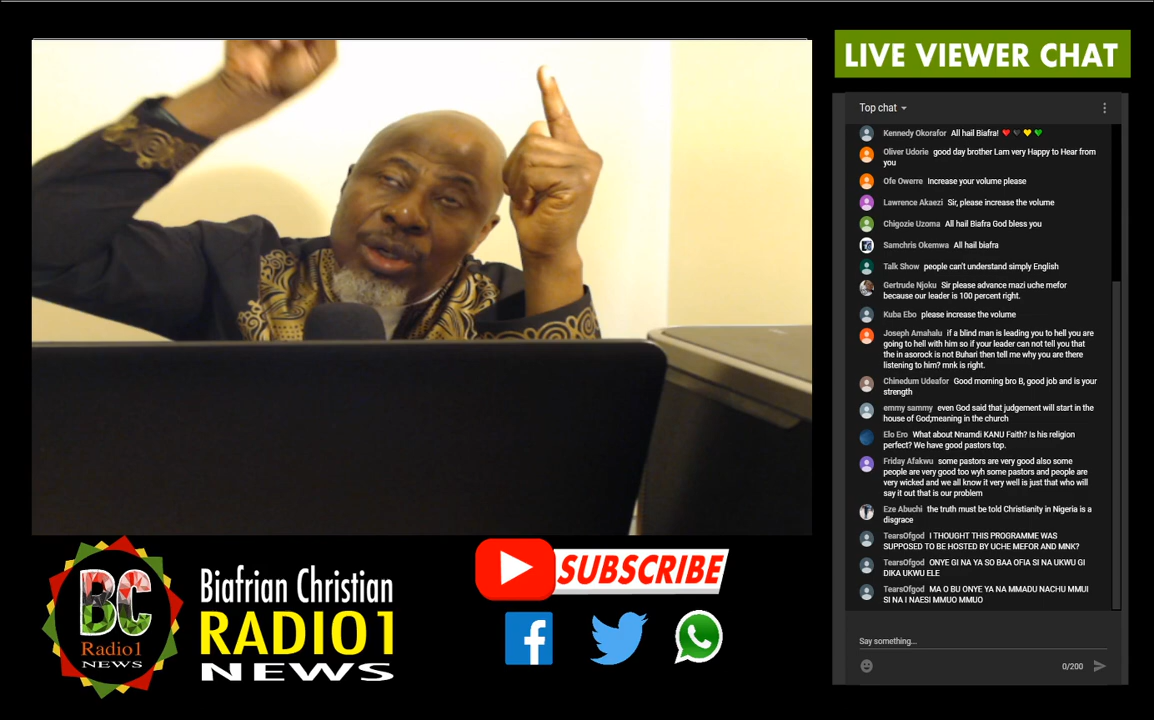 LIVE VIEWER CHAT
Top chat
Kennedy Okorafor All hail Biafra!
Oliver Udorie good day brother Lam very Happy to Hear from
you
Ofe Owerre Increase your volume please
Lawrence Akaezi Sir, please increase the volume
Chigozie Uzoma All hail Biafra God bless you
Samchris Okemwa All hail biafra
Talk Show people can't understand simply English
Gertrude Njoku Sir please advance mazi uche mefor
because our leader is 100 percent right.
Kuba Ebo please increase the volume
Joseph Amahalu if a blind man is leading you to hell you are
going to hell with him so if your leader can not tell you that
the in asorock is not Buhari then tell me why you are there
listening to him? mnk is right.
Chinedum Udeafor Good morning bro B, good job and is your
strength
emmy sammy even God said that judgement will start in the
house of God;meaning in the church
Elo Ero What about Nnamdi KANU Faith? Is his religion
perfect? We have good pastors top.
Friday Afakwu some pastors are very good also some
people are very good too wyh some pastors and people are
very wicked and we all know it very well is just that who will
say it out that is our problem
Eze Abuchi the truth must be told Christianity in Nigeria is a
disgrace
TearsOfgod I THOUGHT THIS PROGRAMME WAS
SUPPOSED TO BE HOSTED BY UCHE MEFOR AND MNK?
TearsOfgod ONYE GI NA YA SO BAA OFIA SI NA UKWU GI
DIKA UKWU ELE
TearsOfgod MA O BU ONYE YA NA MMADU NACHU MMUI
SI NA I NAESI MMUO MMUO
Say something...
0/200
BC
Radio1
NEWS
Biafrian Christian
RADIO1
NEWS
SUBSCRIBE